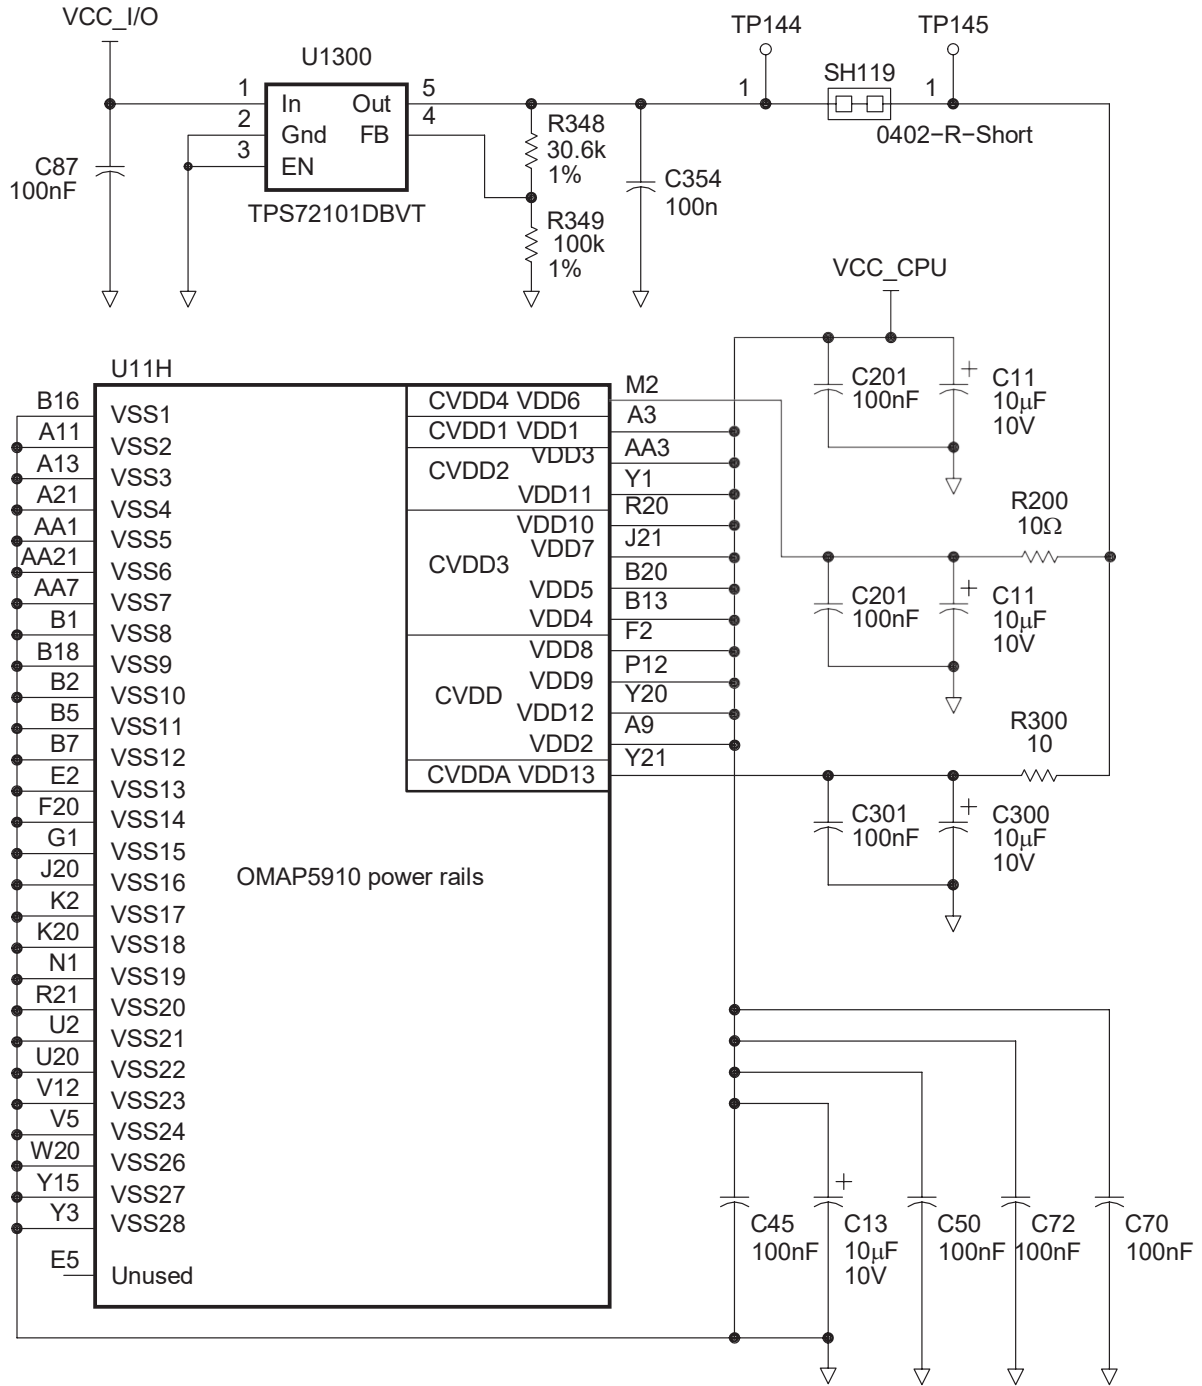 VCC_I/O
TP144
TP145
U1300
SH119
1
5
1
1
In
Out
2
4
Gnd
FB
3
EN
0402−R−Short
C87
100nF
TPS72101DBVT
R348
30.6k
1%
C354
100n
R349
100k
1%
VCC_CPU
U11H
C201
100nF
+
C11
10µF
10V
B16
VSS1
A11
VSS2
A13
VSS3
A21
VSS4
AA1
VSS5
AA21
VSS6
AA7
VSS7
B1
VSS8
B18
VSS9
B2
VSS10
B5
VSS11
B7
VSS12
E2
VSS13
F20
VSS14
G1
VSS15
J20
VSS16
K2
VSS17
K20
VSS18
N1
VSS19
R21
VSS20
U2
VSS21
U20
VSS22
V12
VSS23
V5
VSS24
W20
VSS26
Y15
VSS27
Y3
VSS28
E5
Unused
CVDD4 VDD6
M2
CVDD1 VDD1
A3
VDD3
AA3
CVDD2
VDD11
Y1
VDD10
R20
VDD7
J21
CVDD3
VDD5
B20
VDD4
B13
VDD8
F2
VDD9
P12
CVDD
VDD12
Y20
VDD2
A9
CVDDA VDD13
Y21
OMAP5910 power rails
R200
10Ω
C201
100nF
+
C11
10µF
10V
R300
10
C301
100nF
+
C300
10µF
10V
C45
100nF
+
C13
10µF
10V
C50
100nF
C72
100nF
C70
100nF